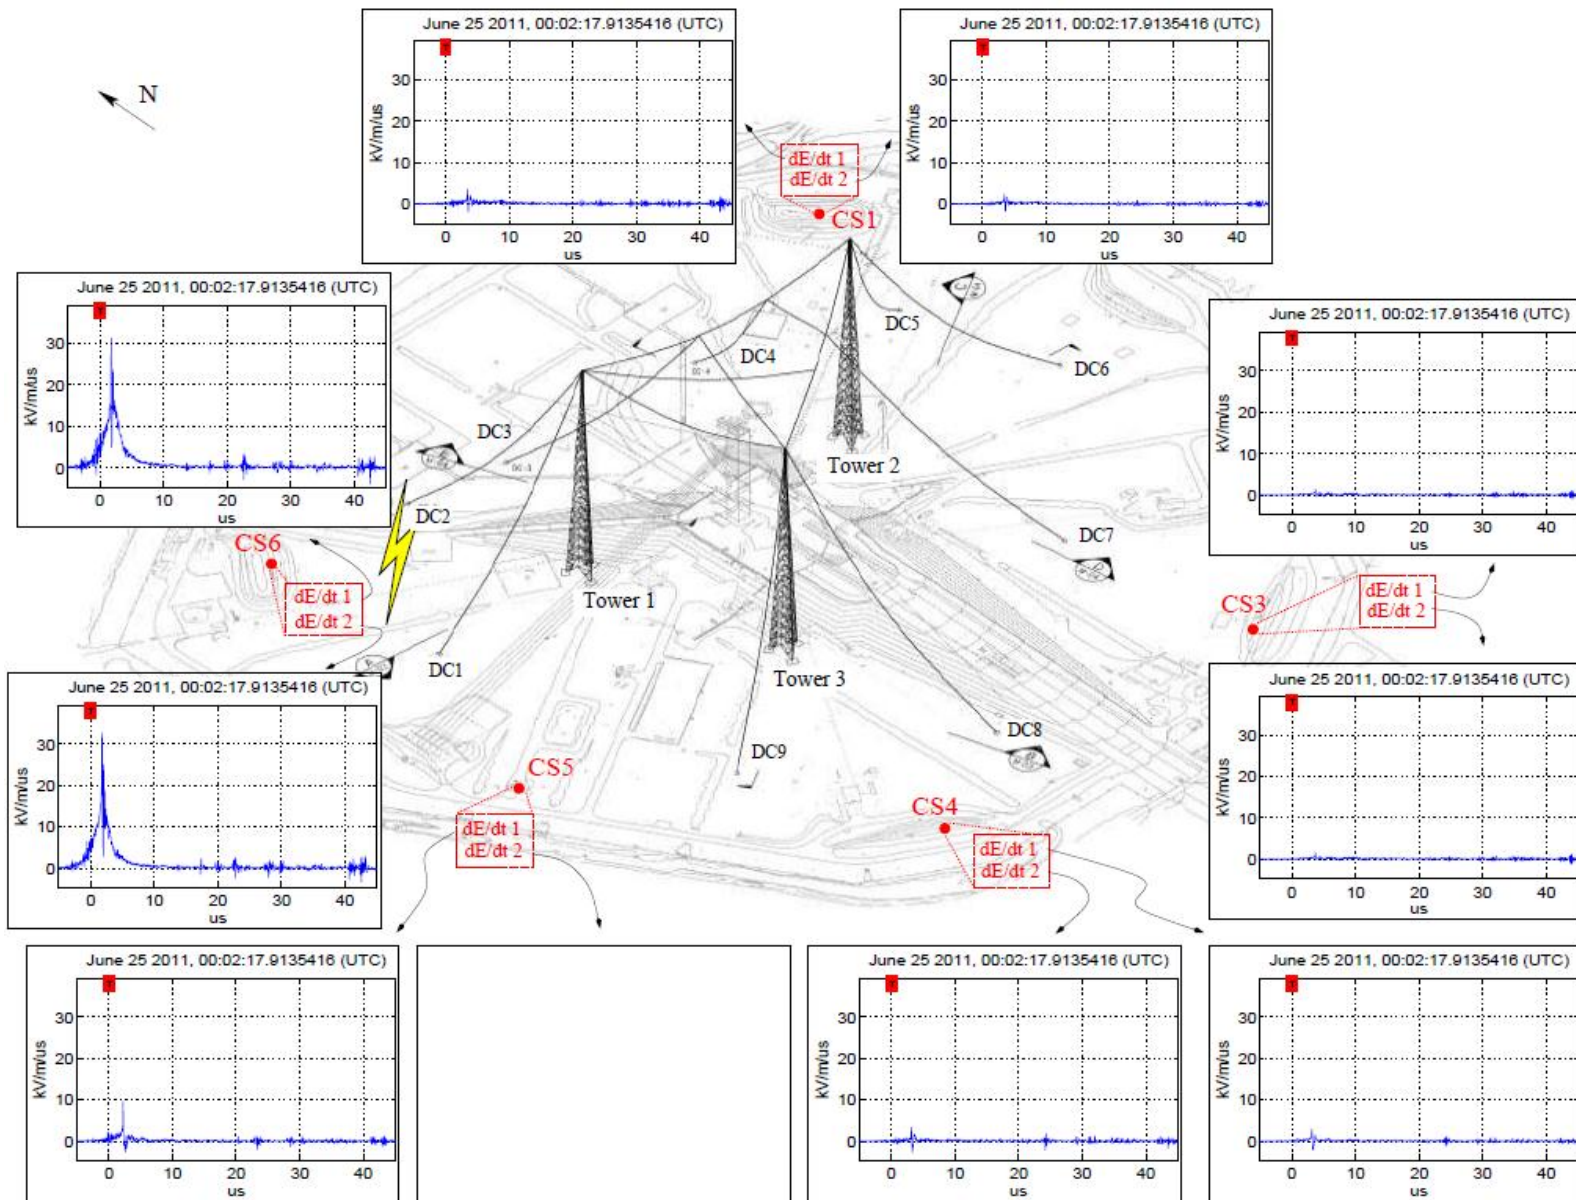 June 25 2011, 00:02:17.9135416 (UTC)
kV/m/us
30
20
10
0
0 10 20 30 40
us
June 25 2011, 00:02:17.9135416 (UTC)
kV/m/us
30
20
10
0
0 10 20 30 40
us
N
dE/dt 1
dE/dt 2
CS1
June 25 2011, 00:02:17.9135416 (UTC)
kV/m/us
30
20
10
0
0 10 20 30 40
us
June 25 2011, 00:02:17.9135416 (UTC)
kV/m/us
30
20
10
0
0 10 20 30 40
us
DC5
DC4
DC6
DC3
Tower 2
DC2
DC7
CS6
dE/dt 1
dE/dt 2
Tower 1
CS3
dE/dt 1
dE/dt 2
DC1
Tower 3
DC8
DC9
June 25 2011, 00:02:17.9135416 (UTC)
kV/m/us
30
20
10
0
0 10 20 30 40
us
June 25 2011, 00:02:17.9135416 (UTC)
kV/m/us
30
20
10
0
0 10 20 30 40
us
CS5
dE/dt 1
dE/dt 2
CS4
dE/dt 1
dE/dt 2
June 25 2011, 00:02:17.9135416 (UTC)
kV/m/us
30
20
10
0
0 10 20 30 40
us
June 25 2011, 00:02:17.9135416 (UTC)
kV/m/us
30
20
10
0
0 10 20 30 40
us
June 25 2011, 00:02:17.9135416 (UTC)
kV/m/us
30
20
10
0
0 10 20 30 40
us